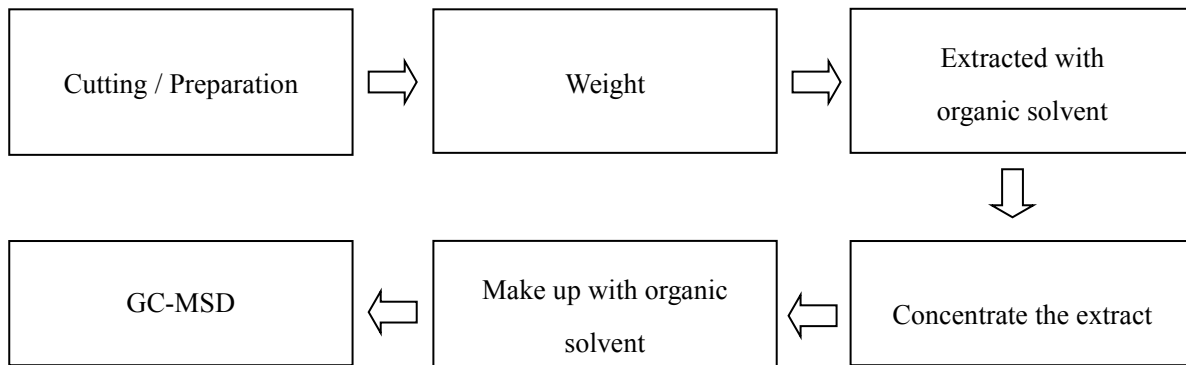 Cutting / Preparation
Weight
Extracted with
organic solvent
Concentrate the extract
Make up with organic
solvent
GC-MSD